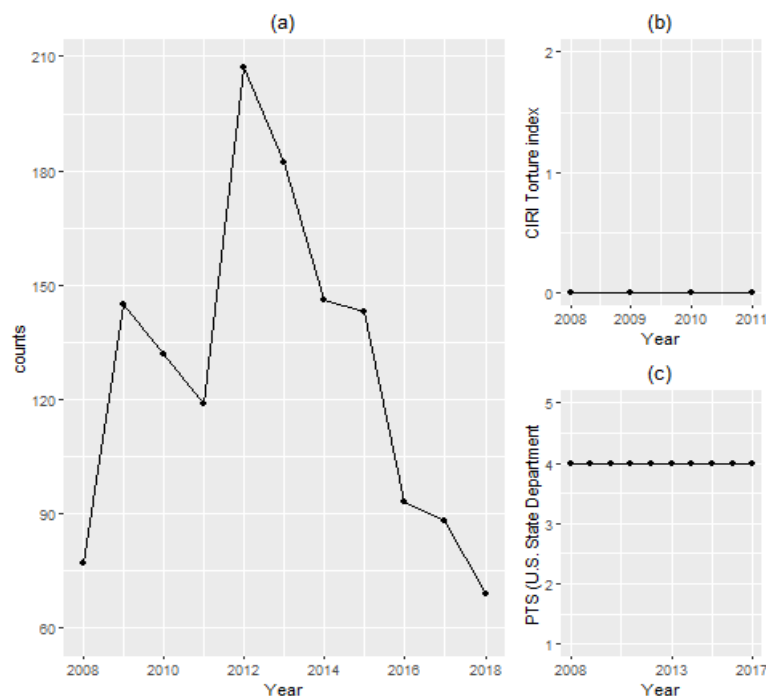 (a)
210
180
150
120
90
60
counts
2008 2010 2012 2014 2016 2018
Year
(b)
2
1
0
CIRI Torture index
2008 2009 2010 2011
Year
(c)
5
4
3
2
1
PTS (U.S. State Department
2008 2013 2017
Year